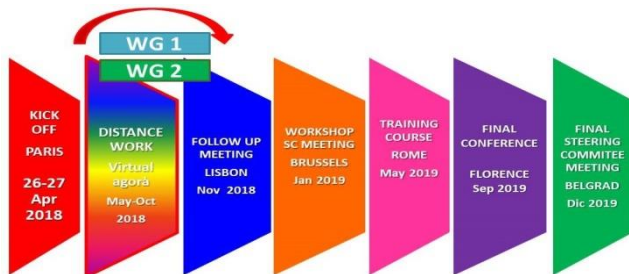 WG 1
WG 2
KICK
OFF
PARIS
26-27
Apr
2018
DISTANCE
WORK
Virtual
agorà
May-Oct
2018
FOLLOW UP
MEETING
LISBON
Nov 2018
WORKSHOP
SC MEETING
BRUSSELS
Jan 2019
TRAINING
COURSE
ROME
May 2019
FINAL
CONFERENCE
FLORENCE
Sep 2019
FINAL
STEERING
COMMITEE
MEETING
BELGRAD
Dic 2019